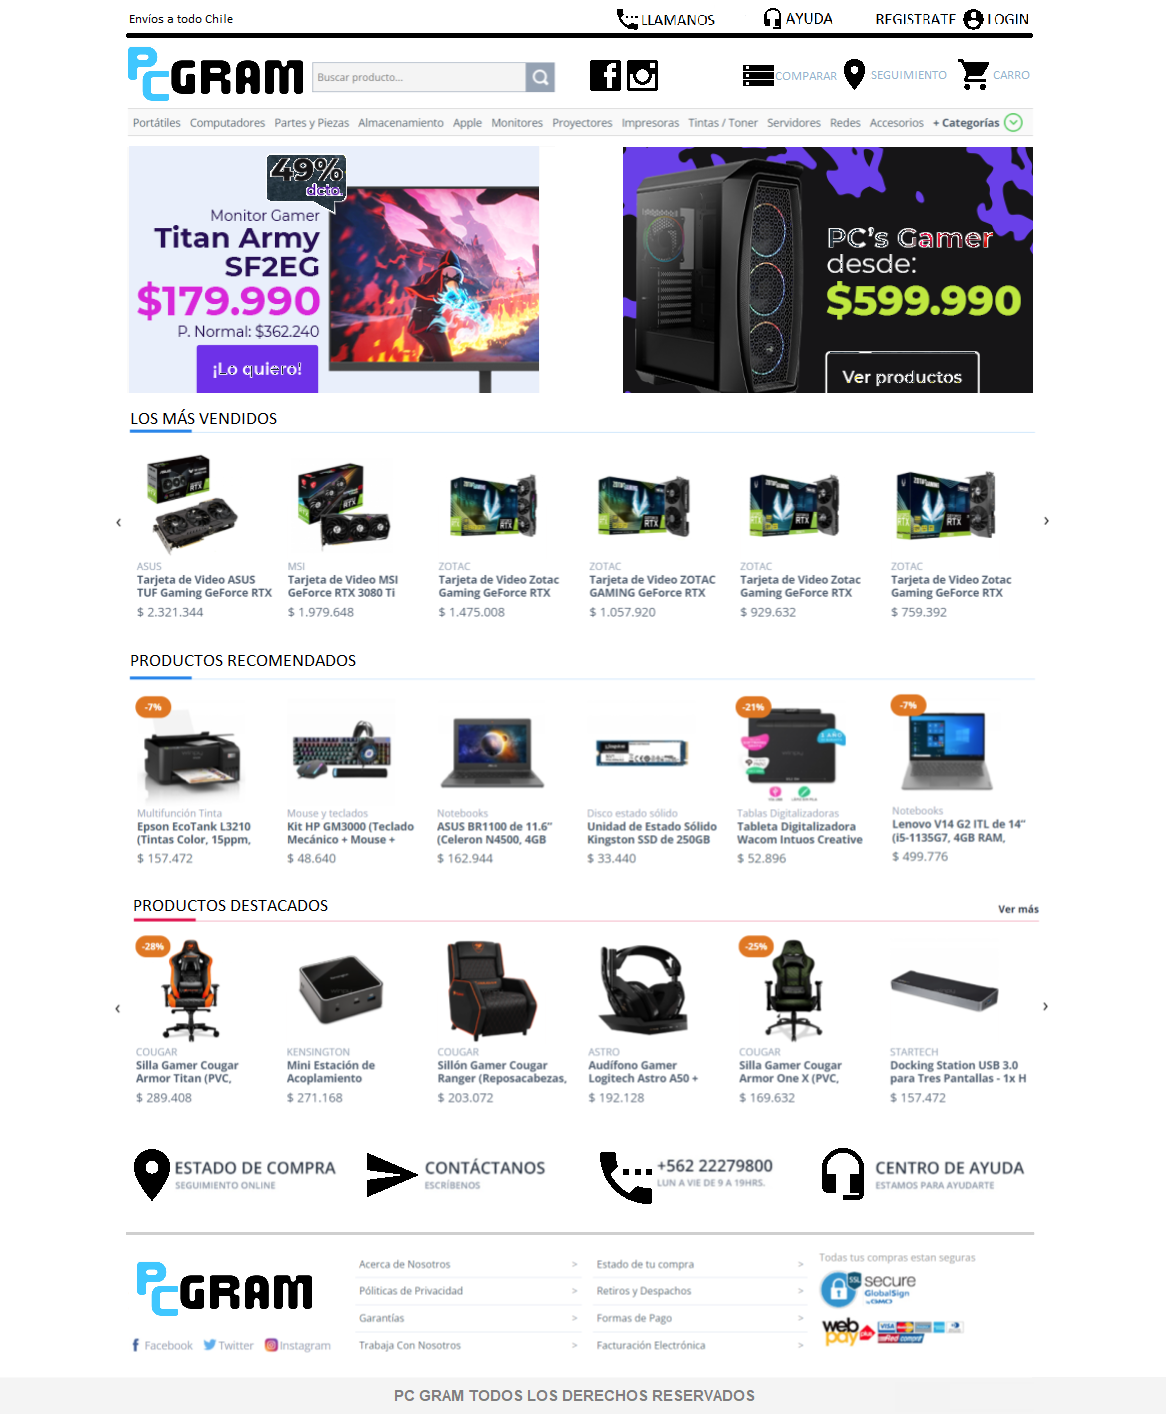 Envíos a todo Chile
LLAMANOS
AYUDA
REGISTRATE
LOGIN
PC GRAM
Buscar producto...
COMPARAR
SEGUIMIENTO
CARRO
Portátiles Computadores Partes y Piezas Almacenamiento Apple Monitores Proyectores Impresoras Tintas / Toner Servidores Redes Accesorios + Categorías
49%
dcto.
Monitor Gamer
Titan Army
SF2EG
$179.990
P. Normal: $362.240
¡Lo quiero!
PC's Gamer
desde:
$599.990
Ver productos
LOS MÁS VENDIDOS
ASUS
Tarjeta de Video ASUS
TUF Gaming GeForce RTX
$ 2.321.344
MSI
Tarjeta de Video MSI
GeForce RTX 3080 Ti
$ 1.979.648
ZOTAC
Tarjeta de Video Zotac
Gaming GeForce RTX
$ 1.475.008
ZOTAC
Tarjeta de Video ZOTAC
GAMING GeForce RTX
$ 1.057.920
ZOTAC
Tarjeta de Video Zotac
Gaming GeForce RTX
$ 929.632
ZOTAC
Tarjeta de Video Zotac
Gaming GeForce RTX
$ 759.392
PRODUCTOS RECOMENDADOS
-7%
Multifunción Tinta
Epson EcoTank L3210
(Tintas Color, 15ppm,
$ 157.472
Mouse y teclados
Kit HP GM3000 (Teclado
Mecánico + Mouse +
$ 48.640
Notebooks
ASUS BR1100 de 11.6"
(Celeron N4500, 4GB
$ 162.944
Disco estado sólido
Unidad de Estado Sólido
Kingston SSD de 250GB
$ 33.440
-21%
Tablas Digitalizadoras
Tableta Digitalizadora
Wacom Intuos Creative
$ 52.896
-7%
Notebooks
Lenovo V14 G2 ITL de 14"
(i5-1135G7, 4GB RAM,
$ 499.776
PRODUCTOS DESTACADOS
Ver más
-28%
COUGAR
Silla Gamer Cougar
Armor Titan (PVC,
$ 289.408
KENSINGTON
Mini Estación de
Acoplamiento
$ 271.168
COUGAR
Sillón Gamer Cougar
Ranger (Reposacabezas,
$ 203.072
ASTRO
Audífono Gamer
Logitech Astro A50 +
$ 192.128
-25%
COUGAR
Silla Gamer Cougar
Armor One X (PVC,
$ 169.632
STARTECH
Docking Station USB 3.0
para Tres Pantallas - 1x H
$ 157.472
ESTADO DE COMPRA
SEGUIMIENTO ONLINE
CONTÁCTANOS
ESCRÍBENOS
+562 22279800
LUN A VIE DE 9 A 19HRS.
CENTRO DE AYUDA
ESTAMOS PARA AYUDARTE
PC GRAM
Facebook
Twitter
Instagram
Acerca de Nosotros >
Póliticas de Privacidad >
Garantías >
Trabaja Con Nosotros >
Estado de tu compra >
Retiros y Despachos >
Formas de Pago >
Facturación Electrónica >
Todas tus compras estan seguras
SSL
secure
GlobalSign
by GMO
web
pay plus
VISA
PC GRAM TODOS LOS DERECHOS RESERVADOS